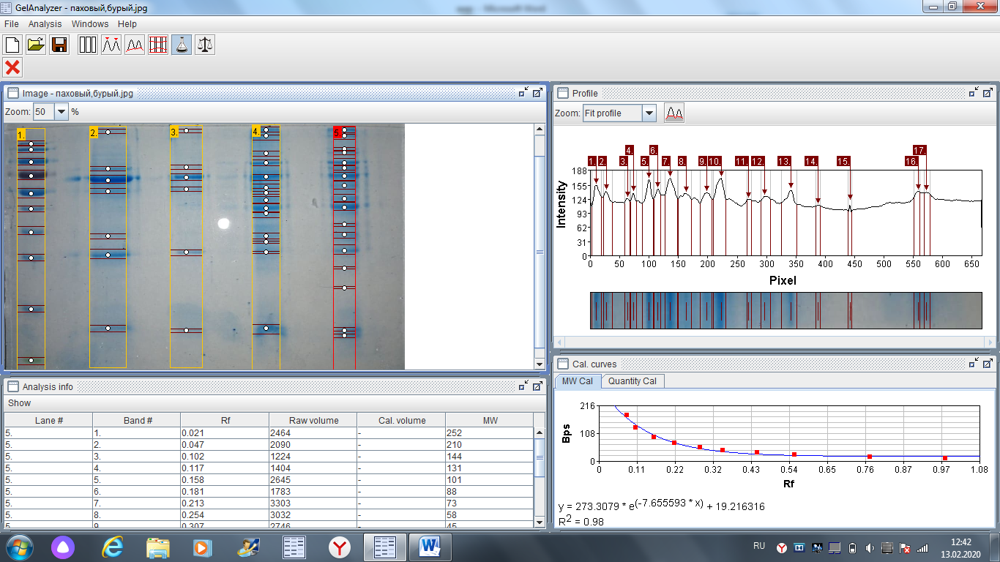 GelAnalyzer - паховый,бурый.jpg
File Analysis Windows Help
Image - паховый,бурый.jpg
Zoom: 50 %
1. 2. 3. 4. 5.
Profile
Zoom: Fit profile
4. 6. 17.
1. 2. 3. 5. 7. 8. 9. 10. 11. 12. 13. 14. 15. 16.
Intensity
188
155
124
93
62
31
0
0 50 100 150 200 250 300 350 400 450 500 550 600 650
Pixel
Analysis info
Show
Lane # Band # Rf Raw volume Cal. volume MW
5. 1. 0.021 2464 - 252
5. 2. 0.047 2090 - 210
5. 3. 0.102 1224 - 144
5. 4. 0.117 1404 - 131
5. 5. 0.158 2645 - 101
5. 6. 0.181 1783 - 88
5. 7. 0.213 3303 - 73
5. 8. 0.254 3032 - 58
5. 9. 0.307 2746 - 45
Cal. curves
MW Cal Quantity Cal
Bps
216
108
0
0 0.11 0.22 0.32 0.43 0.54 0.65 0.76 0.87 0.97 1.08
Rf
y = 273.3079 * e(-7.655593 * x) + 19.216316
R2 = 0.98
RU
12:42
13.02.2020